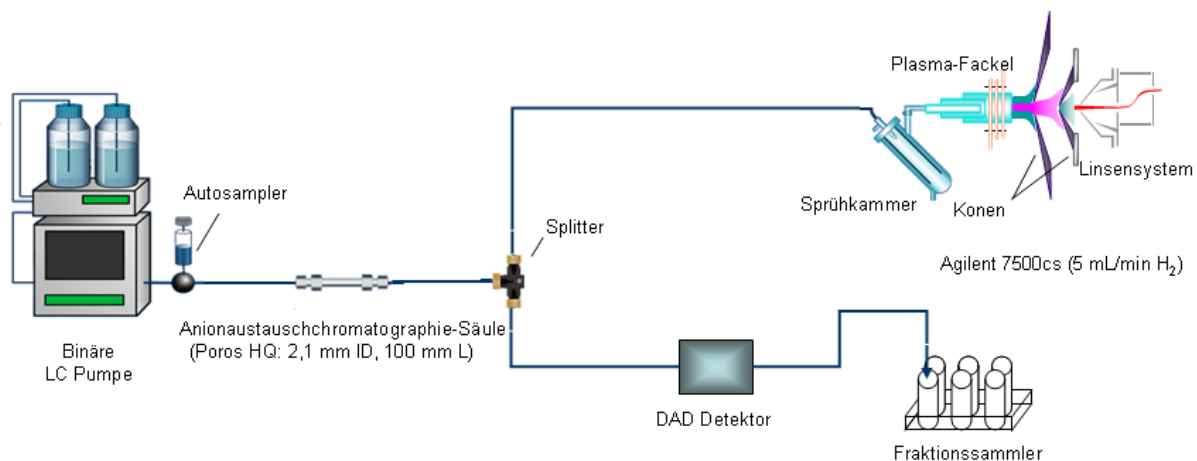 Plasma-Fackel
Autosampler
Linsensystem
Sprühkammer
Konen
Splitter
Agilent 7500cs (5 mL/min H₂)
Anionaustauschchromatographie-Säule
(Poros HQ: 2,1 mm ID, 100 mm L)
Binäre
LC Pumpe
DAD Detektor
Fraktionssammler